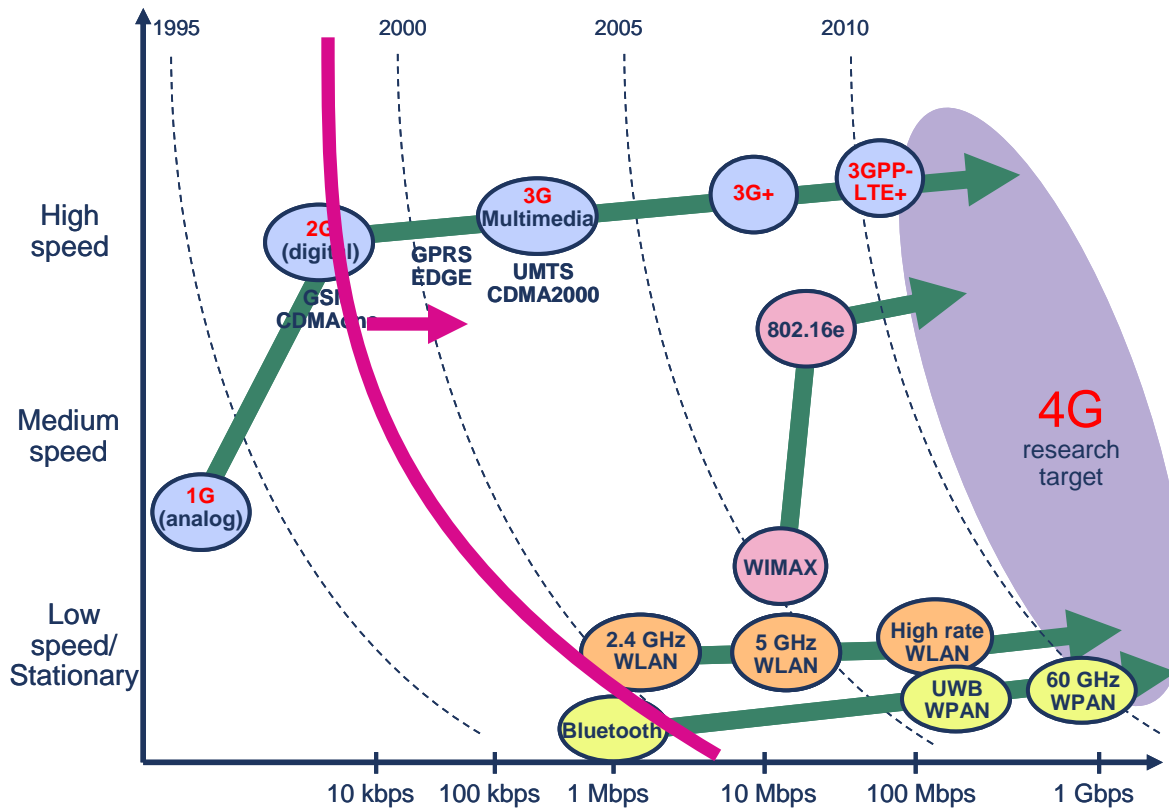 1995
2000
2005
2010
High
speed
Medium
speed
Low
speed/
Stationary
2G
(digital)
GSM
CDMAone
GPRS
EDGE
3G
Multimedia
UMTS
CDMA2000
3G+
3GPP-
LTE+
802.16e
4G
research
target
1G
(analog)
WIMAX
2.4 GHz
WLAN
5 GHz
WLAN
High rate
WLAN
Bluetooth
UWB
WPAN
60 GHz
WPAN
10 kbps
100 kbps
1 Mbps
10 Mbps
100 Mbps
1 Gbps